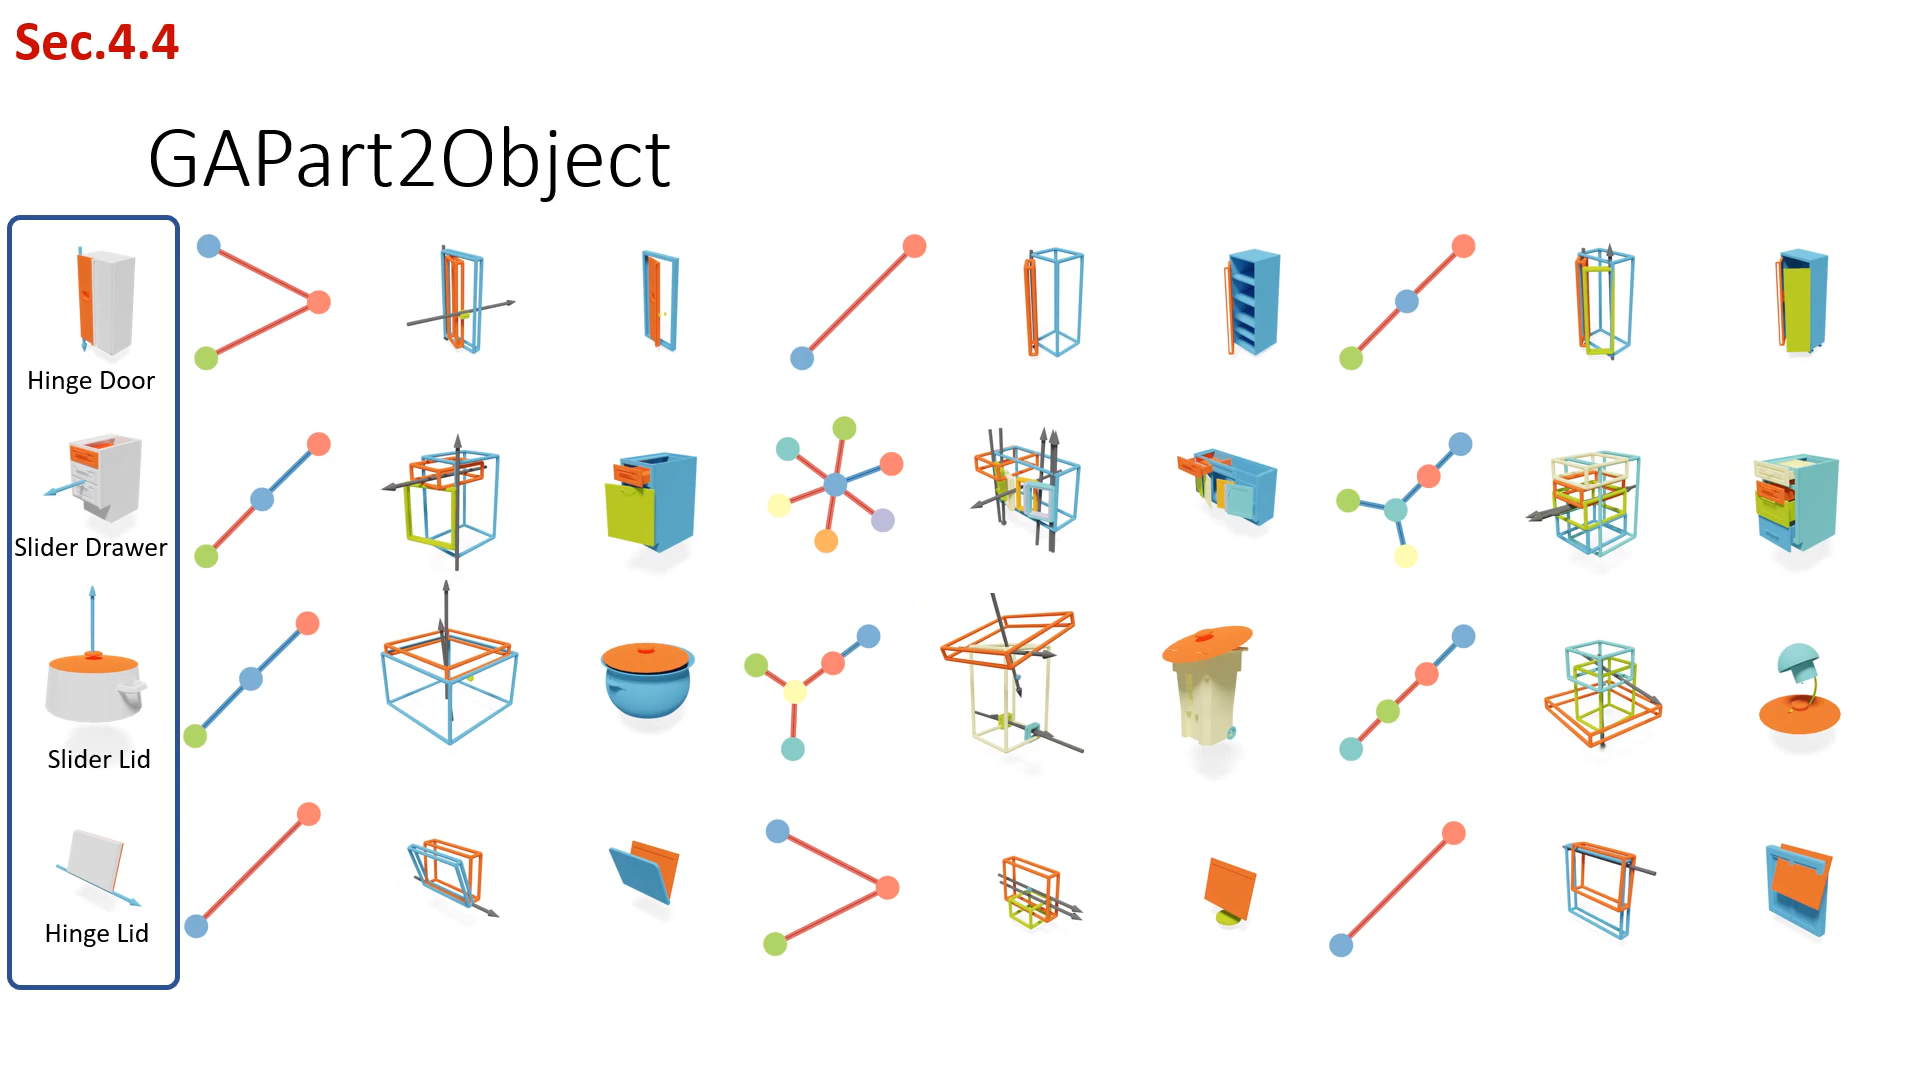 Sec.4.4
GAPart2Object
Hinge Door
Slider Drawer
Slider Lid
Hinge Lid